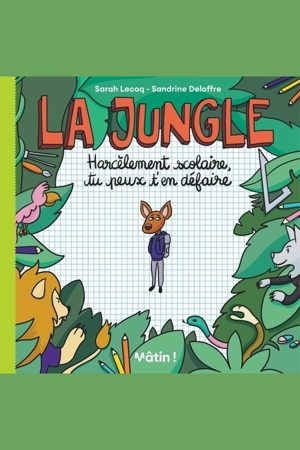 Sarah Lecoq - Sandrine Deloffre
LA JUNGLE
Harcèlement scolaire,
tu peux t'en défaire
Mâtin !